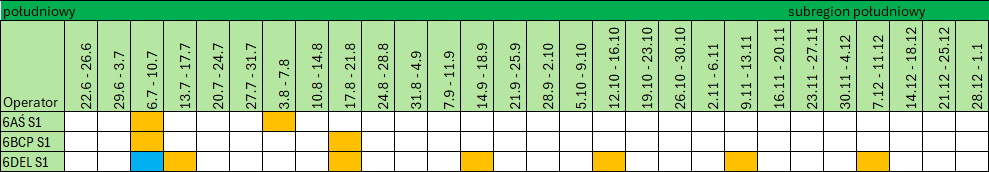 południowy subregion południowy
Operator 22.6 - 26.6 29.6 - 3.7 6.7 - 10.7 13.7 - 17.7 20.7 - 24.7 27.7 - 31.7 3.8 - 7.8 10.8 - 14.8 17.8 - 21.8 24.8 - 28.8 31.8 - 4.9 7.9 - 11.9 14.9 - 18.9 21.9 - 25.9 28.9 - 2.10 5.10 - 9.10 12.10 - 16.10 19.10 - 23.10 26.10 - 30.10 2.11 - 6.11 9.11 - 13.11 16.11 - 20.11 23.11 - 27.11 30.11 - 4.12 7.12 - 11.12 14.12 - 18.12 21.12 - 25.12 28.12 - 1.1
6AŚ S1
6BCP S1
6DEL S1